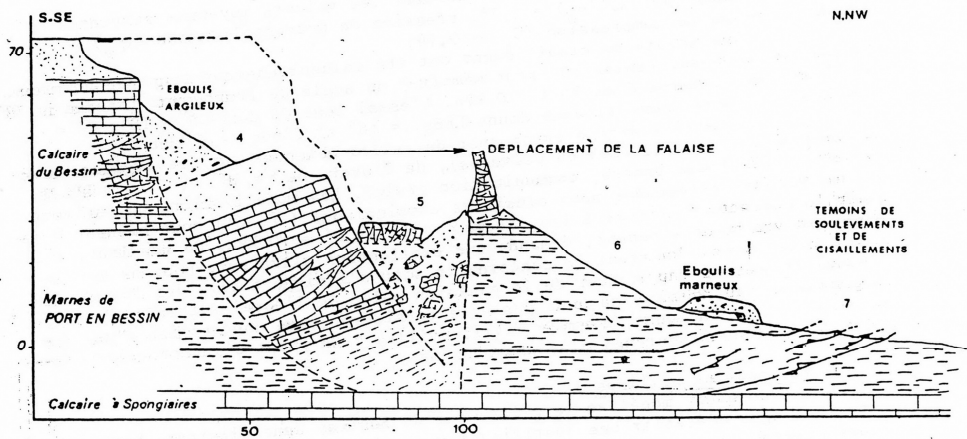 S.SE
N.NW
70
EBOULIS
ARGILEUX
4
DEPLACEMENT DE LA FALAISE
Calcaire
du Bessin
5
TEMOINS DE
SOULEVEMENTS
ET DE
CISAILLEMENTS
6
Eboulis
marneux
7
Marnes de
PORT EN BESSIN
0
Calcaire à Spongiaires
50
100